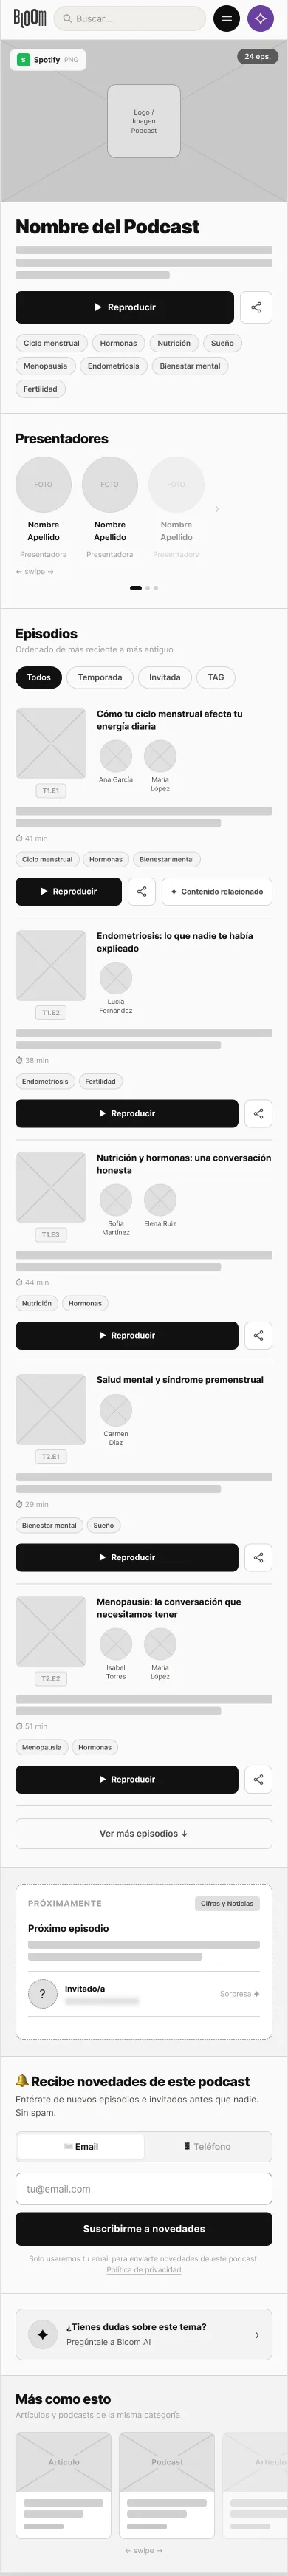 BLOOM
Buscar...
S Spotify PNG
24 eps.
Logo /
Imagen
Podcast
Nombre del Podcast
▶ Reproducir
Ciclo menstrual
Hormonas
Nutrición
Sueño
Menopausia
Endometriosis
Bienestar mental
Fertilidad
Presentadores
FOTO
FOTO
FOTO
Nombre
Apellido
Nombre
Apellido
Nombre
Apellido
Presentadora
Presentadora
Presentadora
← swipe →
Episodios
Ordenado de más reciente a más antiguo
Todos
Temporada
Invitada
TAG
Cómo tu ciclo menstrual afecta tu
energía diaria
Ana García
María
López
T1.E1
⏱ 41 min
Ciclo menstrual
Hormonas
Bienestar mental
▶ Reproducir
✦ Contenido relacionado
Endometriosis: lo que nadie te había
explicado
Lucía
Fernández
T1.E2
⏱ 38 min
Endometriosis
Fertilidad
▶ Reproducir
Nutrición y hormonas: una conversación
honesta
Sofía
Martínez
Elena Ruiz
T1.E3
⏱ 44 min
Nutrición
Hormonas
▶ Reproducir
Salud mental y síndrome premenstrual
Carmen
Díaz
T2.E1
⏱ 29 min
Bienestar mental
Sueño
▶ Reproducir
Menopausia: la conversación que
necesitamos tener
Isabel
Torres
María
López
T2.E2
⏱ 51 min
Menopausia
Hormonas
▶ Reproducir
Ver más episodios ↓
PRÓXIMAMENTE
Cifras y Noticias
Próximo episodio
?
Invitado/a
Sorpresa ✦
🔔 Recibe novedades de este podcast
Entérate de nuevos episodios e invitados antes que nadie.
Sin spam.
Email
Teléfono
tu@email.com
Suscribirme a novedades
Solo usaremos tu email para enviarte novedades de este podcast.
Política de privacidad
¿Tienes dudas sobre este tema?
Pregúntale a Bloom AI
Más como esto
Artículos y podcasts de la misma categoría
Artículo
Podcast
Artículo
← swipe →